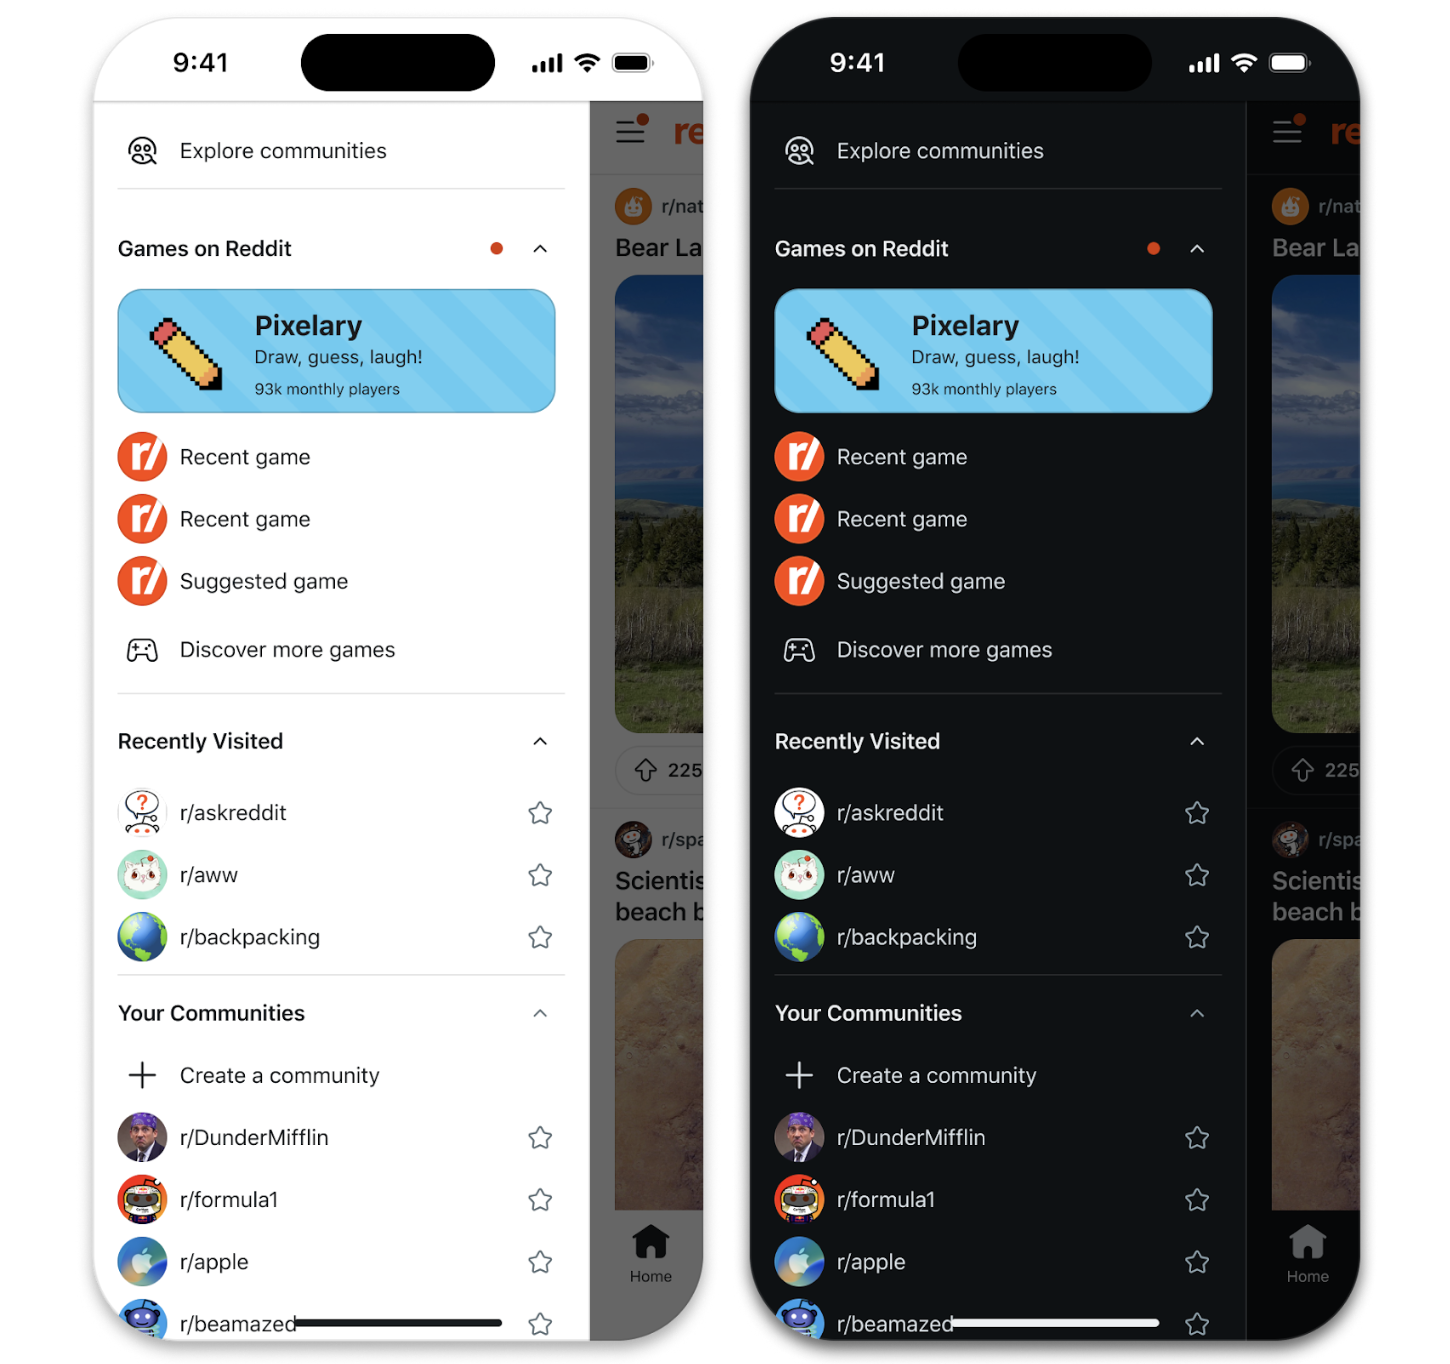 9:41
Explore communities
Games on Reddit
Pixelary
Draw, guess, laugh!
93k monthly players
r/ Recent game
r/ Recent game
r/ Suggested game
Discover more games
Recently Visited
r/askreddit
r/aww
r/backpacking
Your Communities
Create a community
r/DunderMifflin
r/formula1
r/apple
r/beamazed
re
r/nat
Bear La
225
r/spa
Scientis
beach b
Home
9:41
Explore communities
Games on Reddit
Pixelary
Draw, guess, laugh!
93k monthly players
r/ Recent game
r/ Recent game
r/ Suggested game
Discover more games
Recently Visited
r/askreddit
r/aww
r/backpacking
Your Communities
Create a community
r/DunderMifflin
r/formula1
r/apple
r/beamazed
re
r/nat
Bear La
225
r/spa
Scientis
beach b
Home